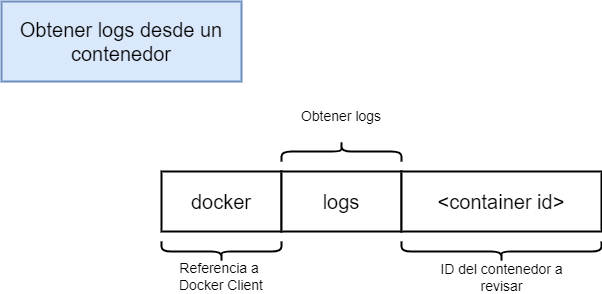 Obtener logs desde un
contenedor
Obtener logs
docker
logs
<container id>
Referencia a
Docker Client
ID del contenedor a
revisar